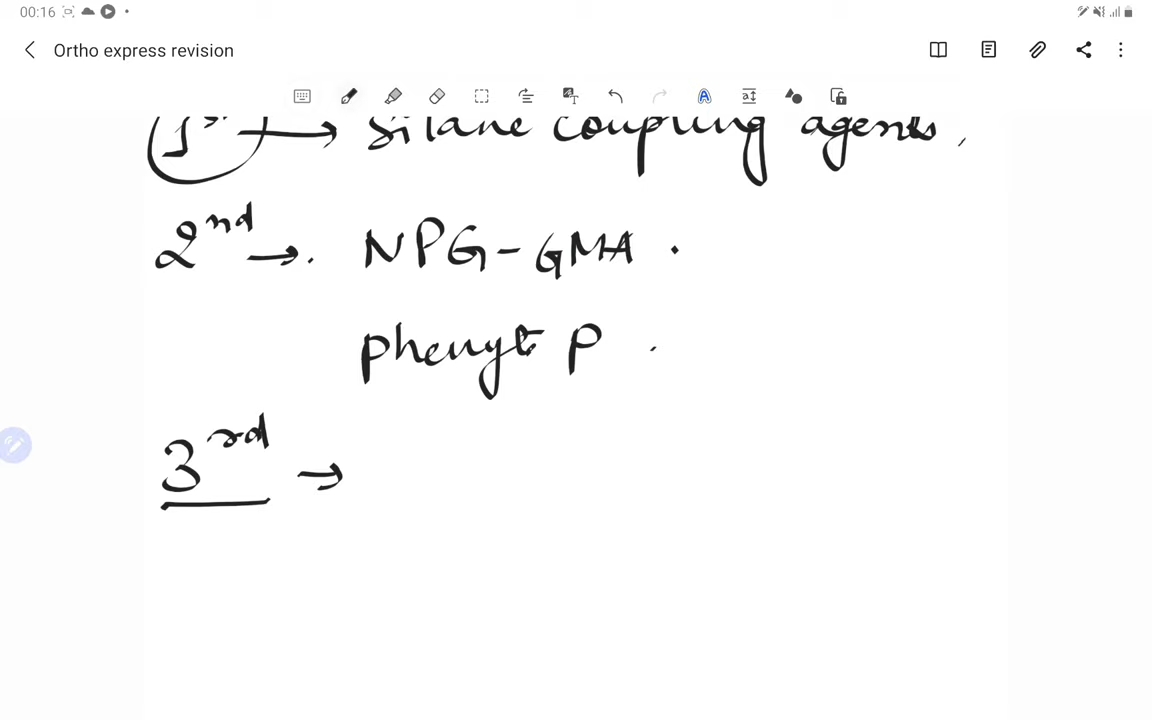 00:16
Ortho express revision
1st → Silane coupling agents,
2nd → . NPG-GMA .
phenyl P .
3rd →